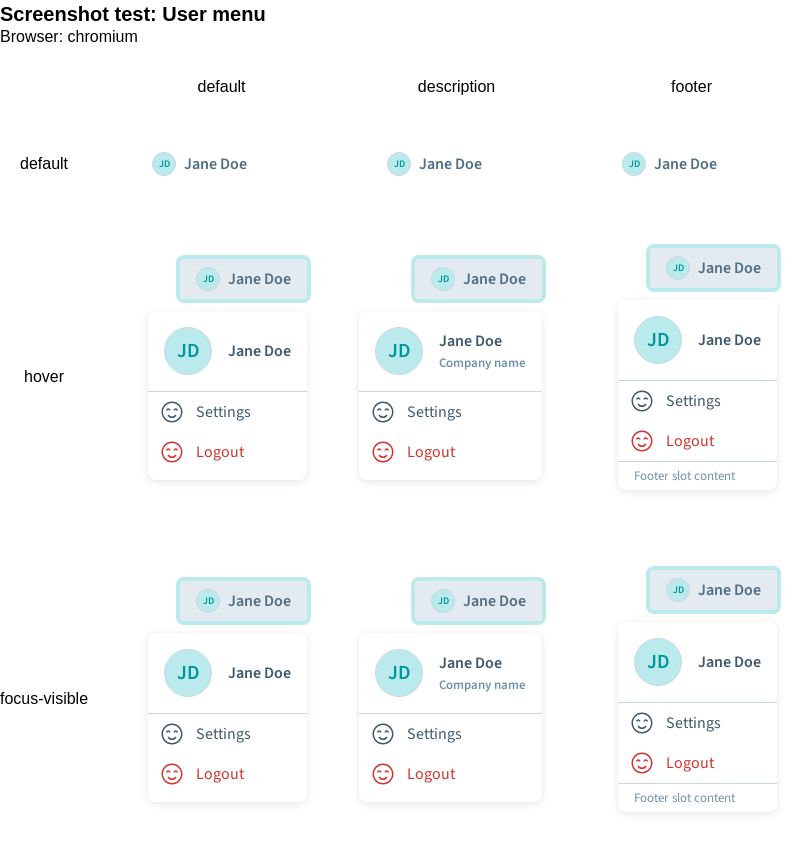 Screenshot test: User menu
Browser: chromium
default description footer
default
JD Jane Doe
JD Jane Doe
JD Jane Doe
hover
JD Jane Doe
JD Jane Doe
Settings
Logout
JD Jane Doe
JD Jane Doe
Company name
Settings
Logout
JD Jane Doe
JD Jane Doe
Settings
Logout
Footer slot content
focus-visible
JD Jane Doe
JD Jane Doe
Settings
Logout
JD Jane Doe
JD Jane Doe
Company name
Settings
Logout
JD Jane Doe
JD Jane Doe
Settings
Logout
Footer slot content